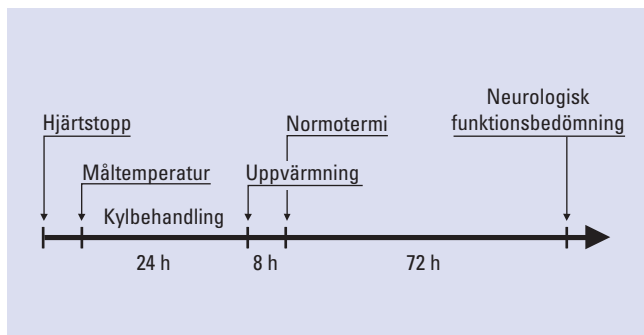 Neurologisk
funktionsbedömning
Hjärtstopp
Normotermi
Måltemperatur
Uppvärmning
Kylbehandling
24 h
8 h
72 h